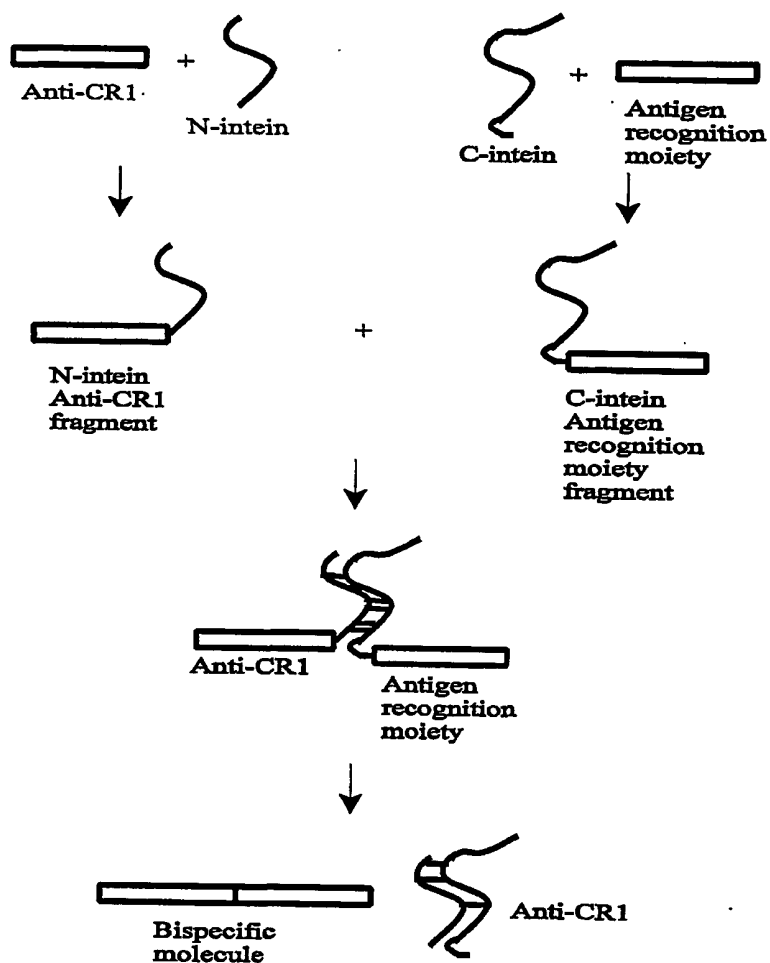 +
Anti-CR1
N-intein
+
C-intein
Antigen
recognition
moiety
+
N-intein
Anti-CR1
fragment
C-intein
Antigen
recognition
moiety
fragment
Anti-CR1
Antigen
recognition
moiety
Bispecific
molecule
Anti-CR1